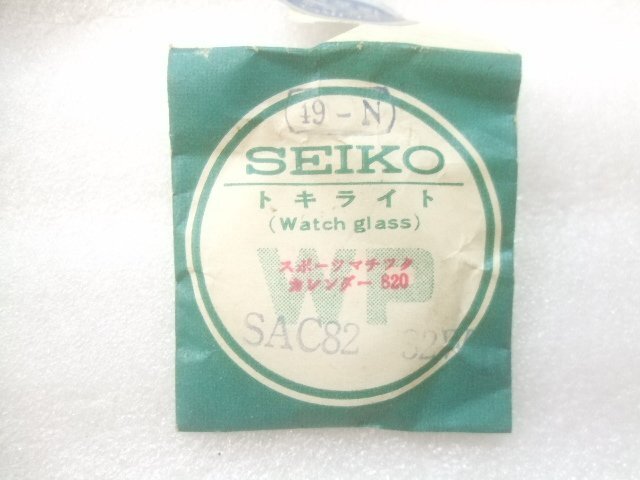 (49-N)
SEIKO
トキライト
(Watch glass)
WP
スポーツマチック
カレンダー 820
SAC82